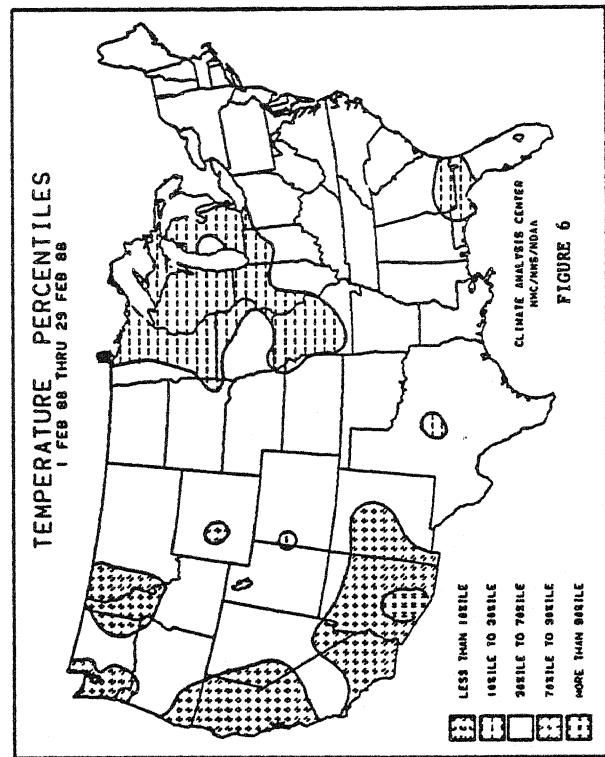 TEMPERATURE PERCENTILES
1 FEB 88 THRU 29 FEB 88
LESS THAN 10%ILE
10%ILE TO 30%ILE
30%ILE TO 70%ILE
70%ILE TO 90%ILE
MORE THAN 90%ILE
CLIMATE ANALYSIS CENTER
NMC/NWS/NOAA
FIGURE 6